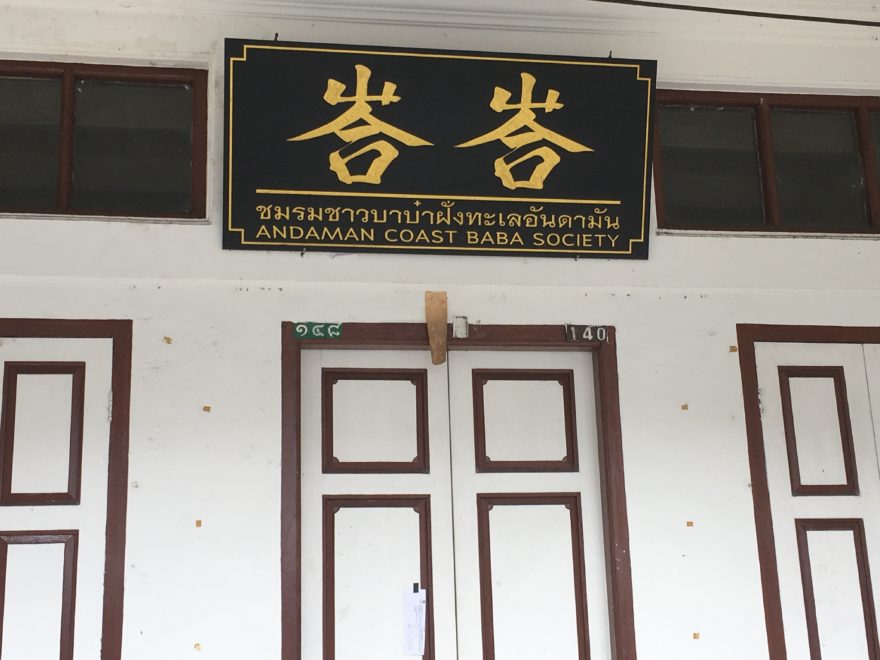 峇峇
ชมรมชาวบาบ๋าฝั่งทะเลอันดามัน
ANDAMAN COAST BABA SOCIETY
๑๔๘
140